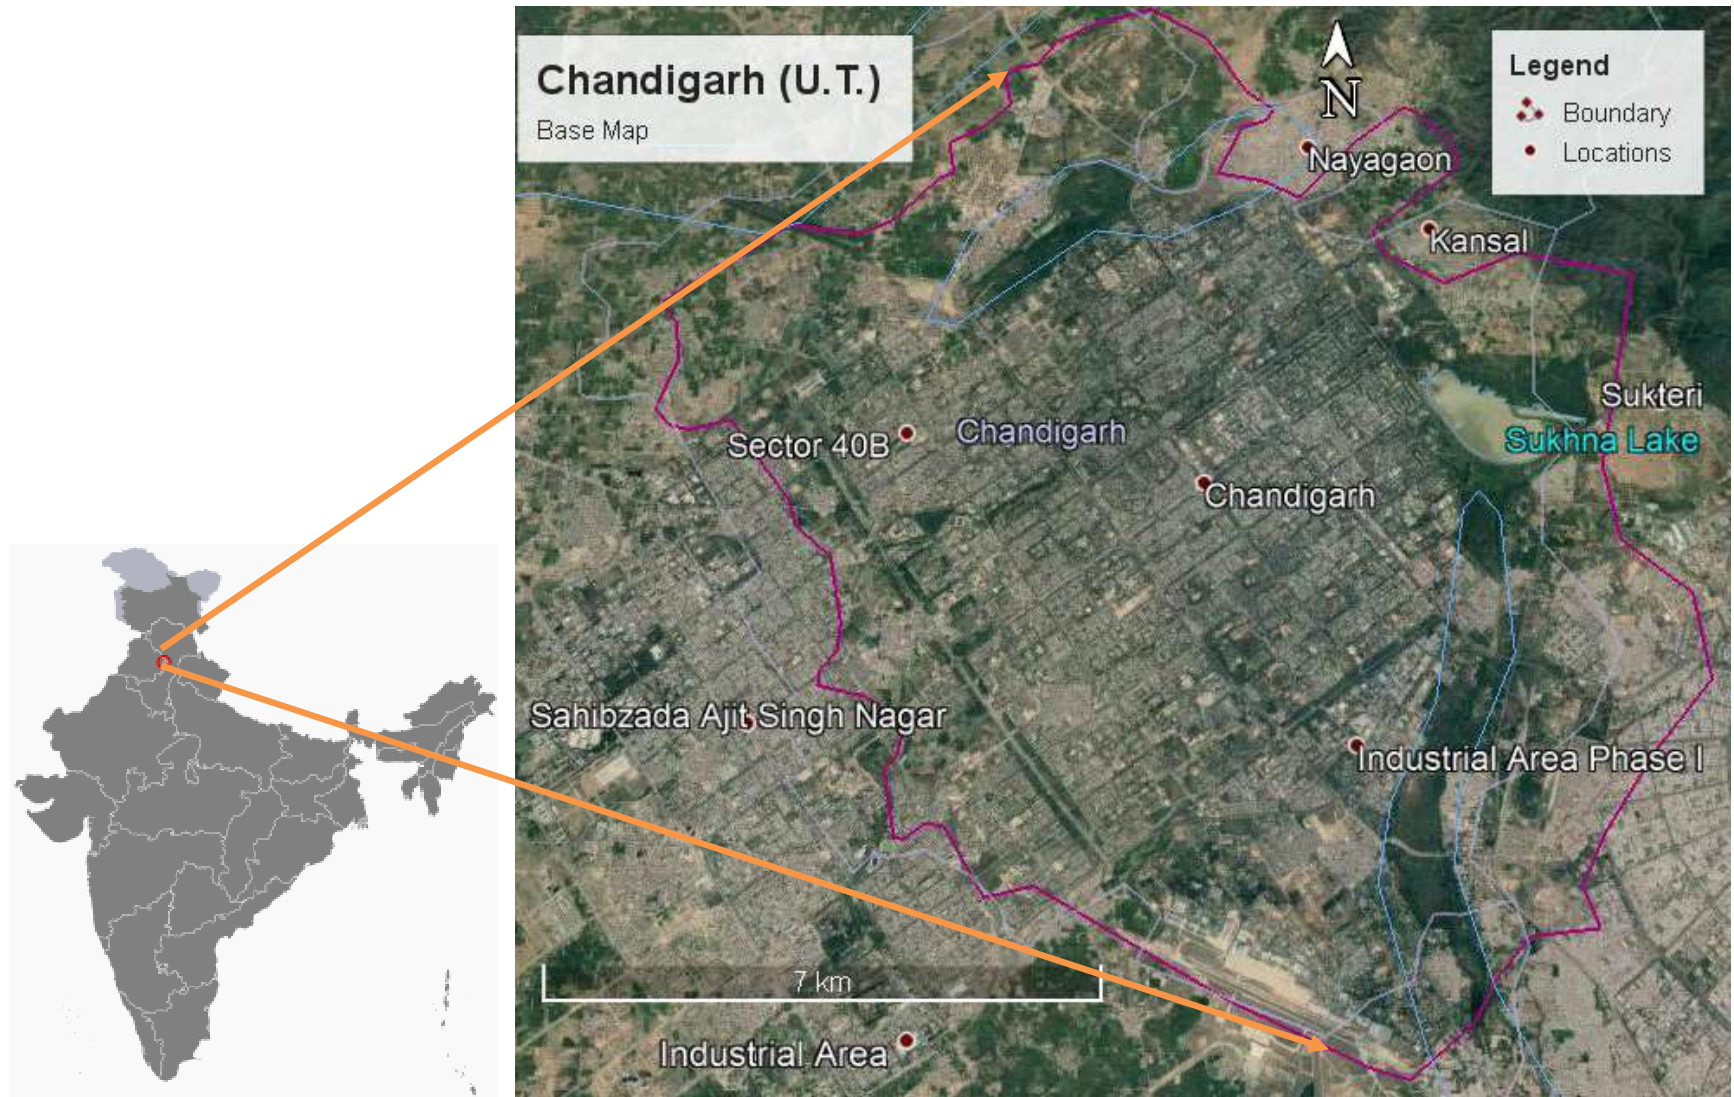 Chandigarh (U.T.)
Base Map
N
Legend
Boundary
Locations
Nayagaon
Kansal
Sukteri
Sukhna Lake
Sector 40B
Chandigarh
Chandigarh
Sahibzada Ajit Singh Nagar
Industrial Area Phase I
7 km
Industrial Area